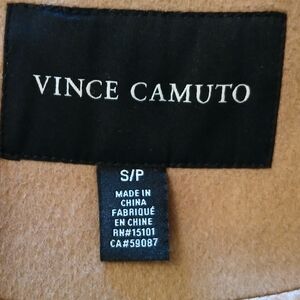 VINCE CAMUTO
S/P
MADE IN
CHINA
FABRIQUÉ
EN CHINE
RN#15101
CA#59087